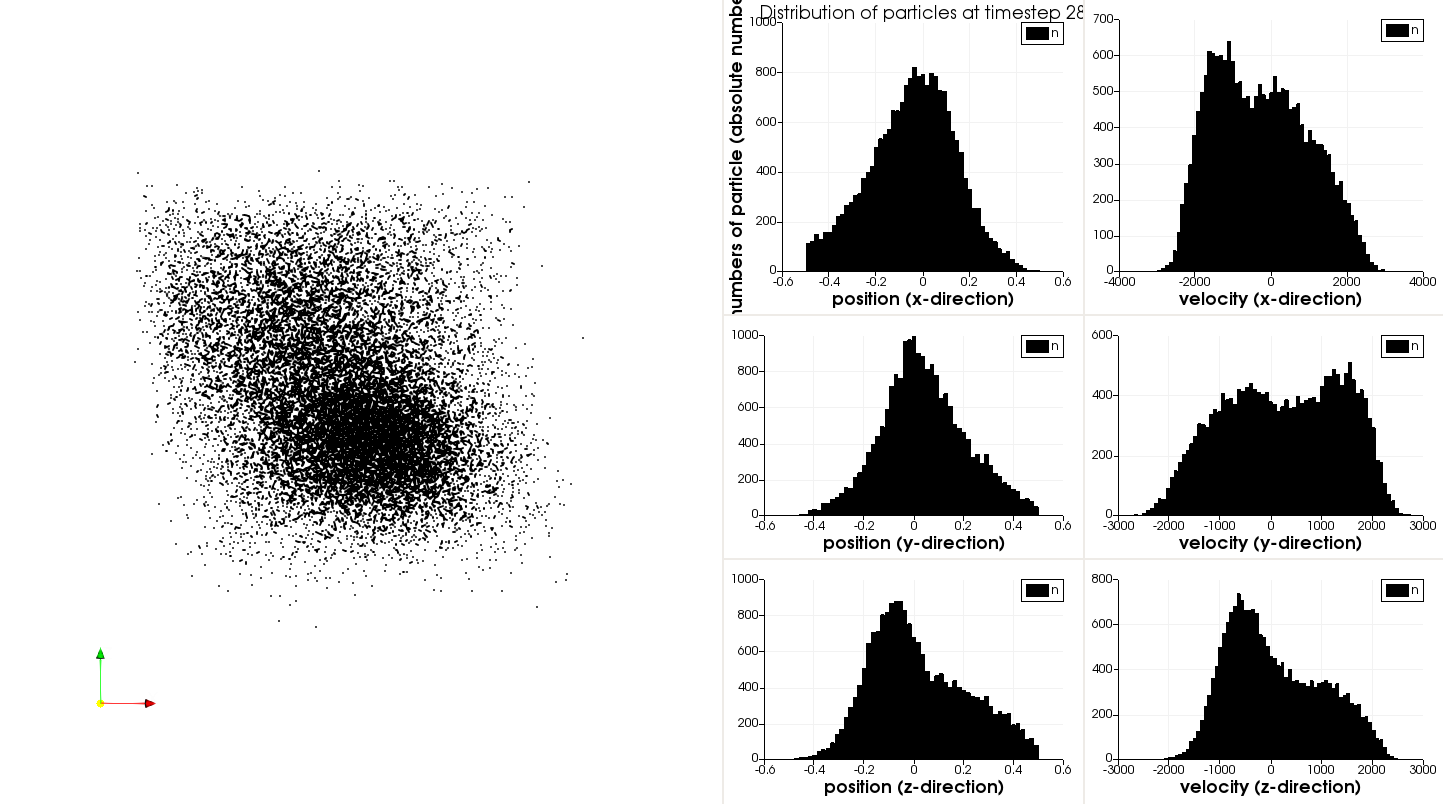 Distribution of particles at timestep 28
numbers of particle (absolute number
1000
800
600
400
200
0
-0.6 -0.4 -0.2 0 0.2 0.4 0.6
position (x-direction)
n
700
600
500
400
300
200
100
0
-4000 -2000 0 2000 4000
velocity (x-direction)
n
1000
800
600
400
200
0
-0.6 -0.4 -0.2 0 0.2 0.4 0.6
position (y-direction)
n
600
400
200
0
-3000 -2000 -1000 0 1000 2000 3000
velocity (y-direction)
n
1000
800
600
400
200
0
-0.6 -0.4 -0.2 0 0.2 0.4 0.6
position (z-direction)
n
800
600
400
200
0
-3000 -2000 -1000 0 1000 2000 3000
velocity (z-direction)
n